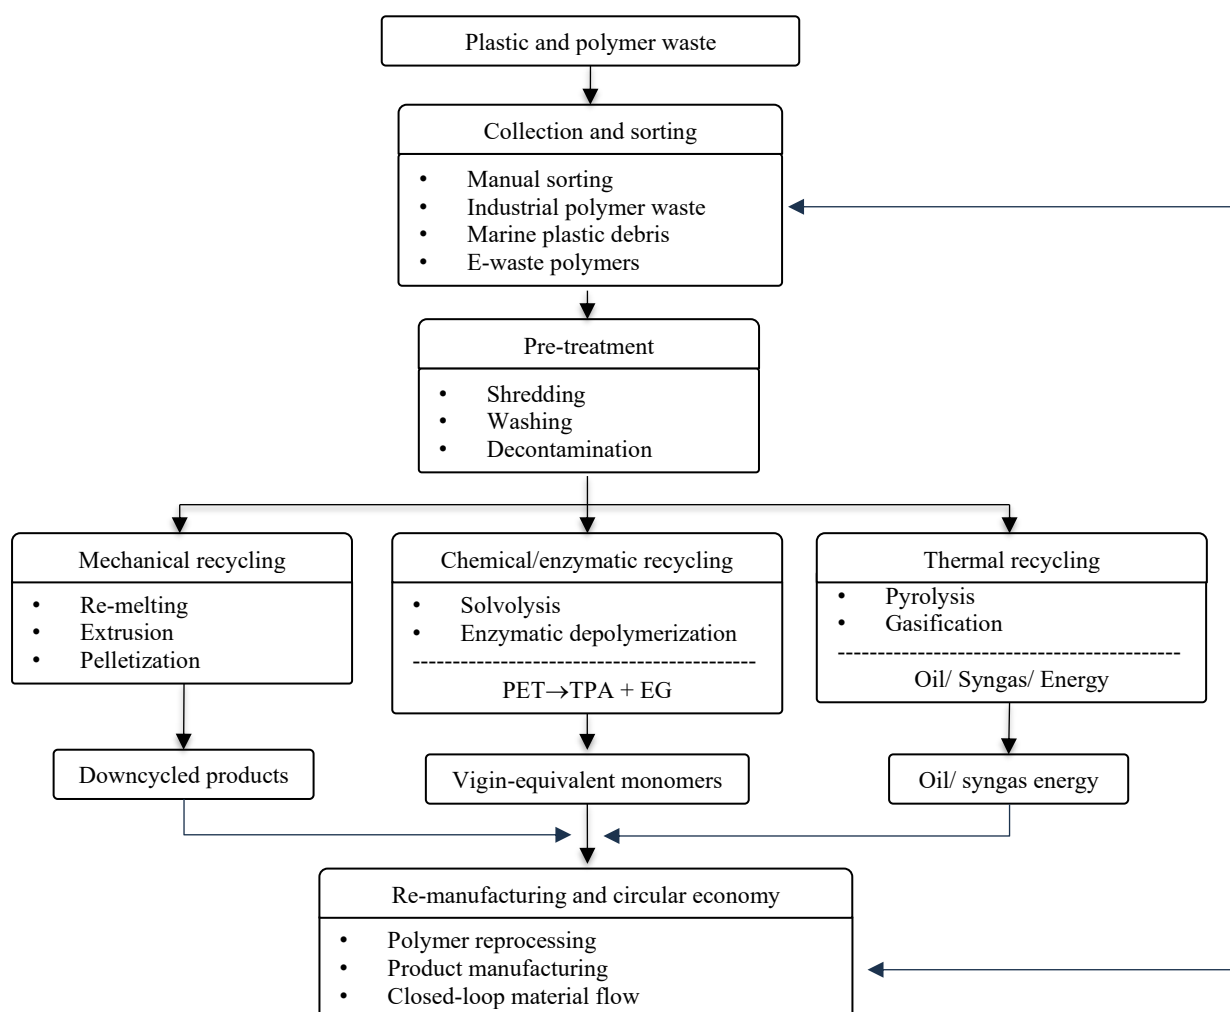 Plastic and polymer waste
Collection and sorting
• Manual sorting
• Industrial polymer waste
• Marine plastic debris
• E-waste polymers
Pre-treatment
• Shredding
• Washing
• Decontamination
Mechanical recycling
• Re-melting
• Extrusion
• Pelletization
Chemical/enzymatic recycling
• Solvolysis
• Enzymatic depolymerization
PET→TPA + EG
Thermal recycling
• Pyrolysis
• Gasification
Oil/ Syngas/ Energy
Downcycled products
Vigin-equivalent monomers
Oil/ syngas energy
Re-manufacturing and circular economy
• Polymer reprocessing
• Product manufacturing
• Closed-loop material flow